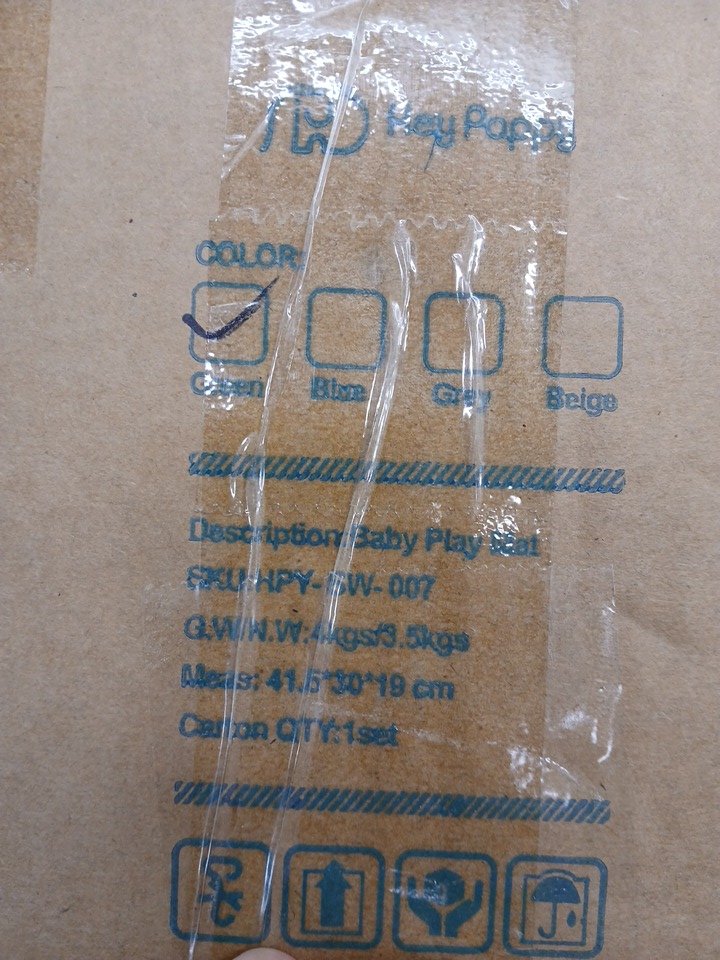 Hey Poppy
COLOR:
Green Blue Grey Beige
Description: Baby Play Mat
SKU: HPY- SW- 007
G.W/N.W: 4kgs/3.5kgs
Meas: 41.5*30*19 cm
Carton QTY: 1set